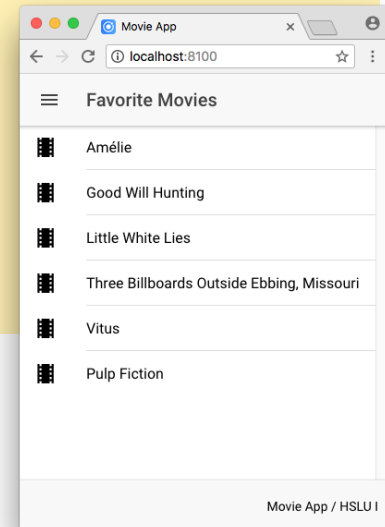 Movie App
localhost:8100
Favorite Movies
Amélie
Good Will Hunting
Little White Lies
Three Billboards Outside Ebbing, Missouri
Vitus
Pulp Fiction
Movie App / HSLU I